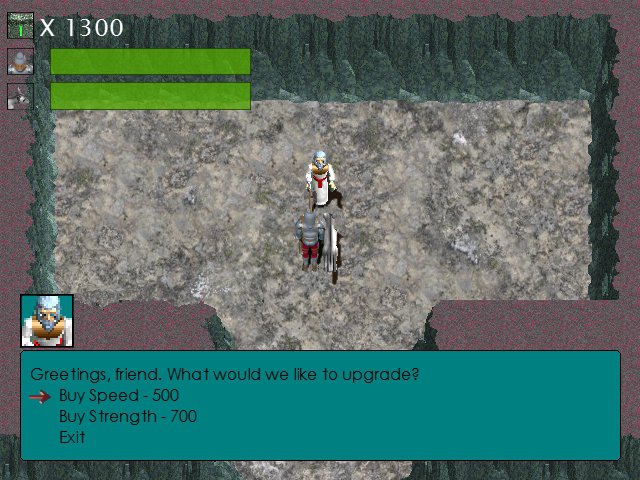 X 1300
Greetings, friend. What would we like to upgrade?
Buy Speed - 500
Buy Strength - 700
Exit